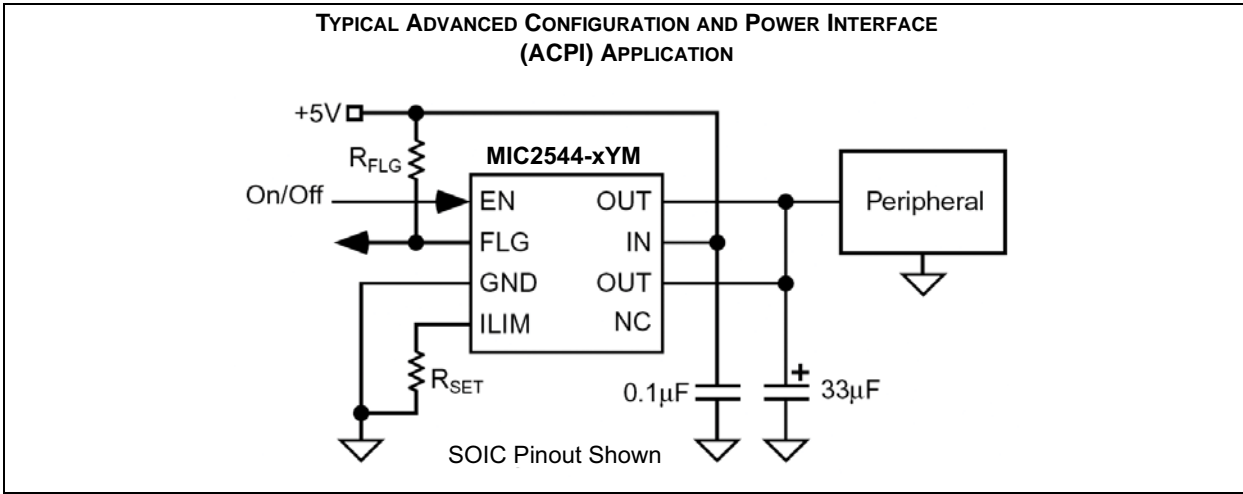 TYPICAL ADVANCED CONFIGURATION AND POWER INTERFACE
(ACPI) APPLICATION
+5V
RFLG
MIC2544-xYM
On/Off
EN
OUT
FLG
IN
GND
OUT
ILIM
NC
Peripheral
RSET
0.1µF
+
33µF
SOIC Pinout Shown